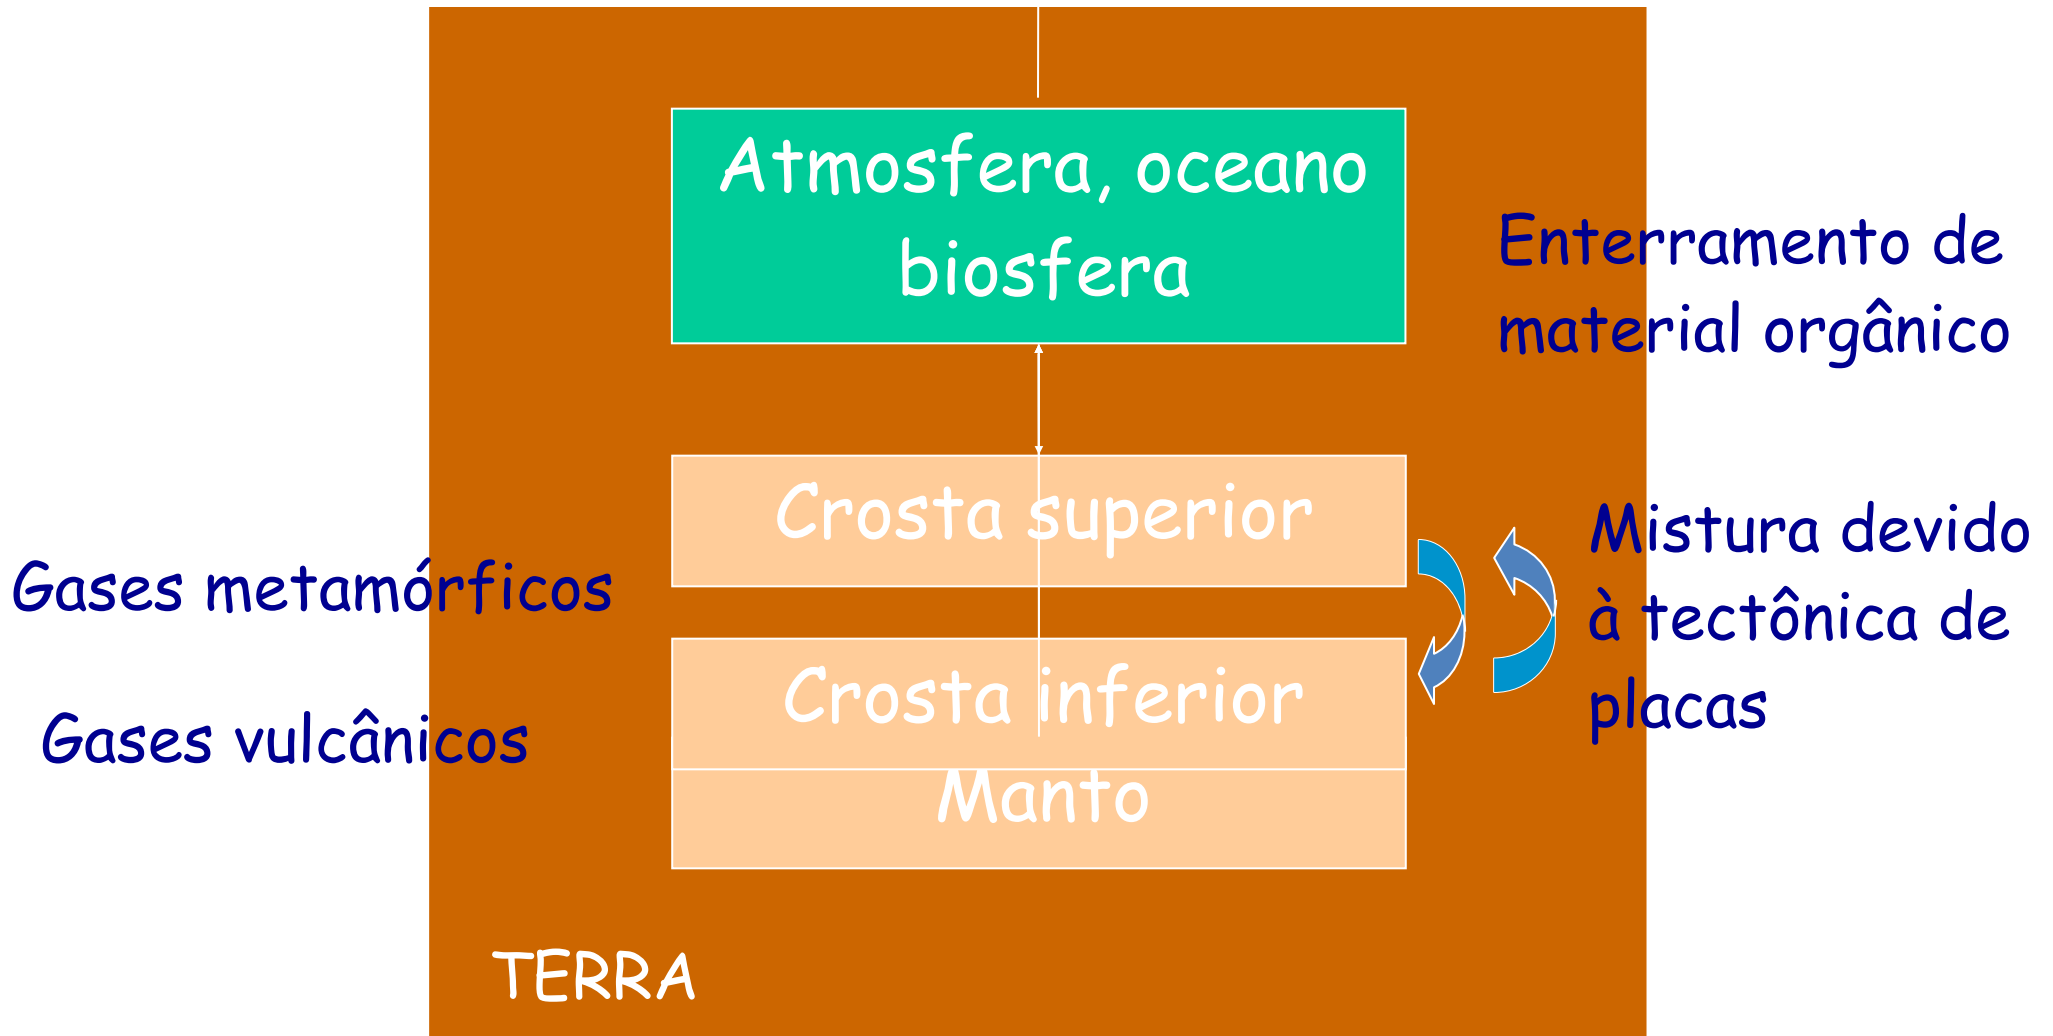 Atmosfera, oceano
biosfera
Enterramento de
material orgânico
Crosta superior
Mistura devido
à tectônica de
placas
Gases metamórficos
Crosta inferior
Gases vulcânicos
Manto
TERRA